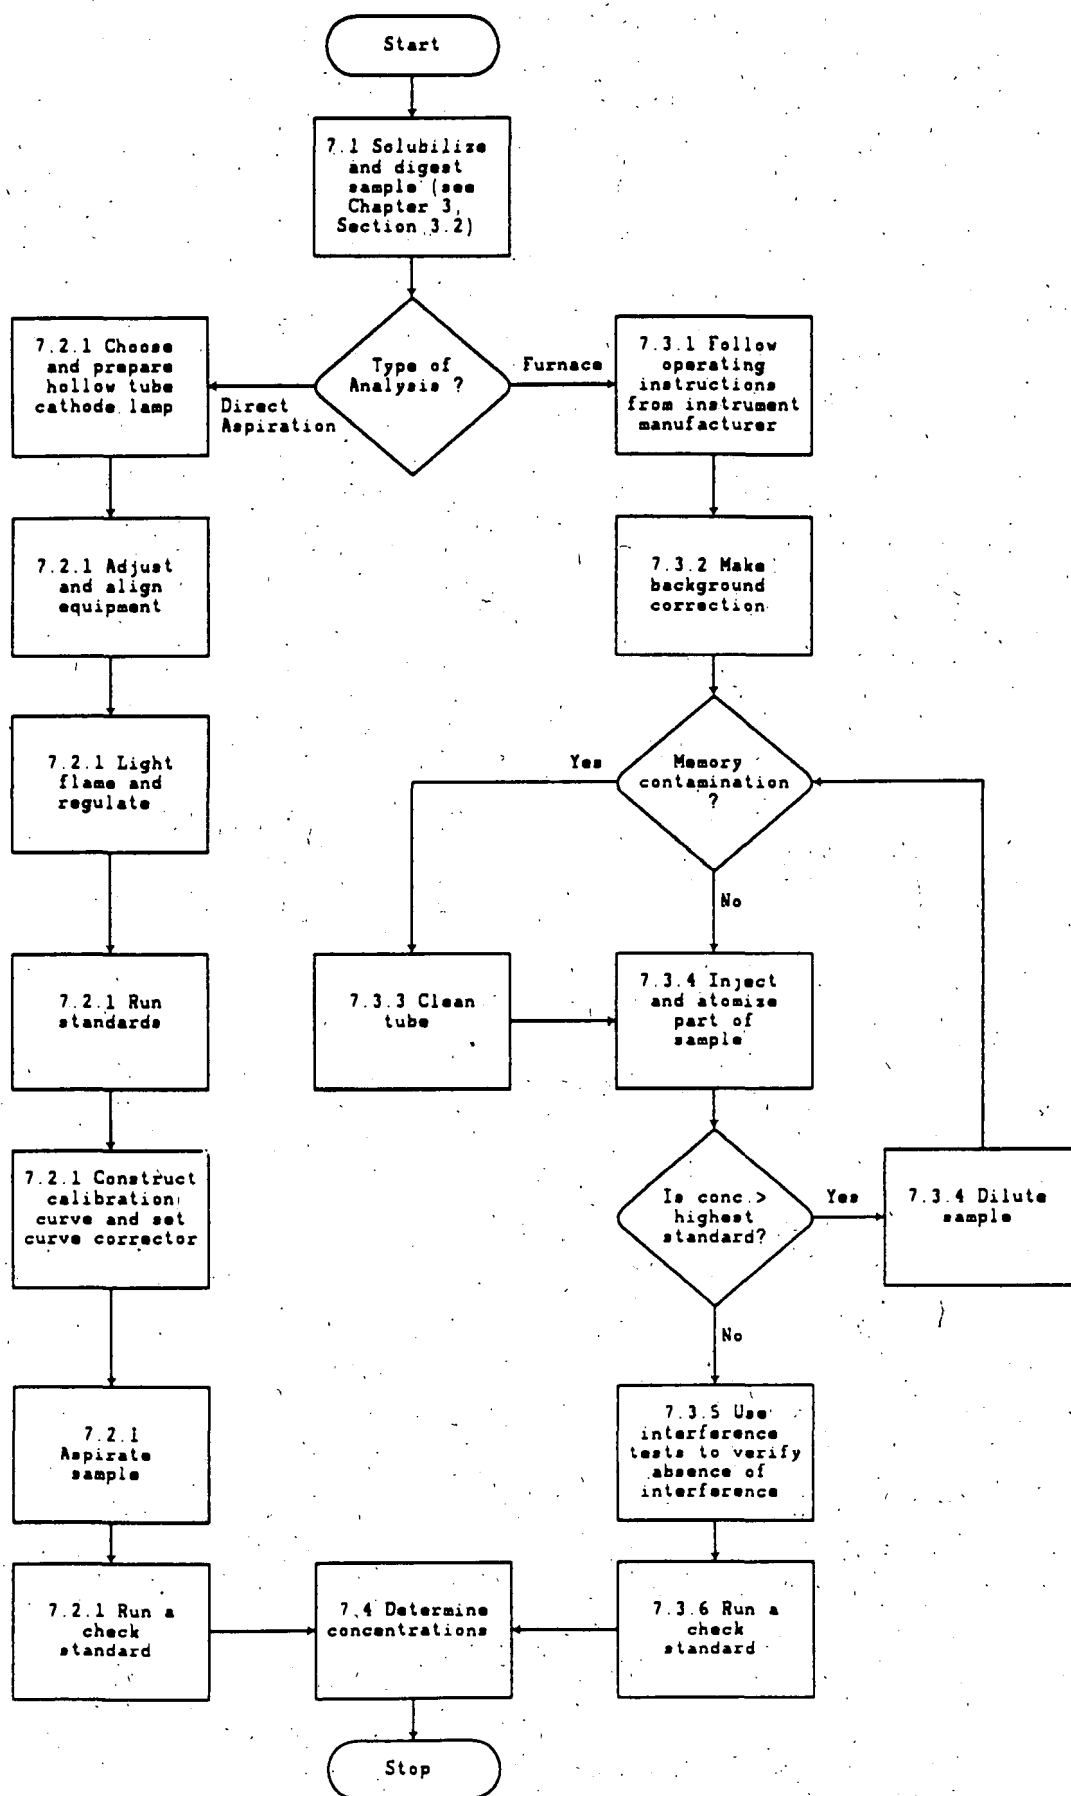 Start
7.1 Solubilize
and digest
sample (see
Chapter 3,
Section 3.2)
Type of
Analysis ?
Direct
Aspiration
Furnace
7.2.1 Choose
and prepare
hollow tube
cathode lamp
7.2.1 Adjust
and align
equipment
7.2.1 Light
flame and
regulate
7.2.1 Run
standards
7.2.1 Construct
calibration
curve and set
curve corrector
7.2.1
Aspirate
sample
7.2.1 Run a
check
standard
7.3.1 Follow
operating
instructions
from instrument
manufacturer
7.3.2 Make
background
correction
Memory
contamination
?
Yes
No
7.3.3 Clean
tube
7.3.4 Inject
and atomize
part of
sample
Is conc. >
highest
standard?
Yes
7.3.4 Dilute
sample
No
7.3.5 Use
interference
tests to verify
absence of
interference
7.3.6 Run a
check
standard
7.4 Determine
concentrations
Stop